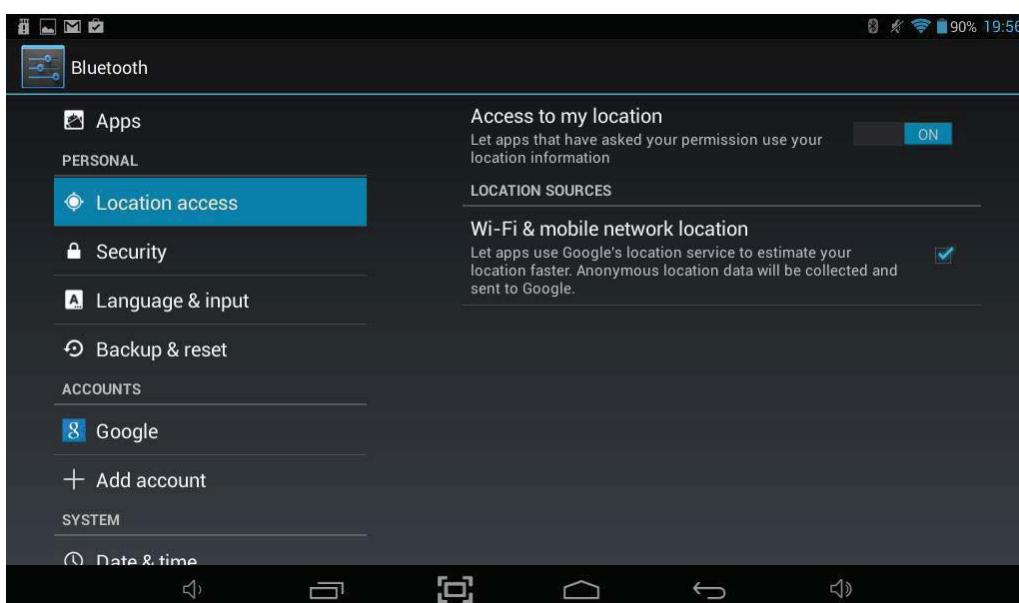 90% 19:56
Bluetooth
Apps
PERSONAL
Location access
Security
Language & input
Backup & reset
ACCOUNTS
Google
Add account
SYSTEM
Date & time
Access to my location
Let apps that have asked your permission use your
location information
ON
LOCATION SOURCES
Wi-Fi & mobile network location
Let apps use Google's location service to estimate your
location faster. Anonymous location data will be collected and
sent to Google.